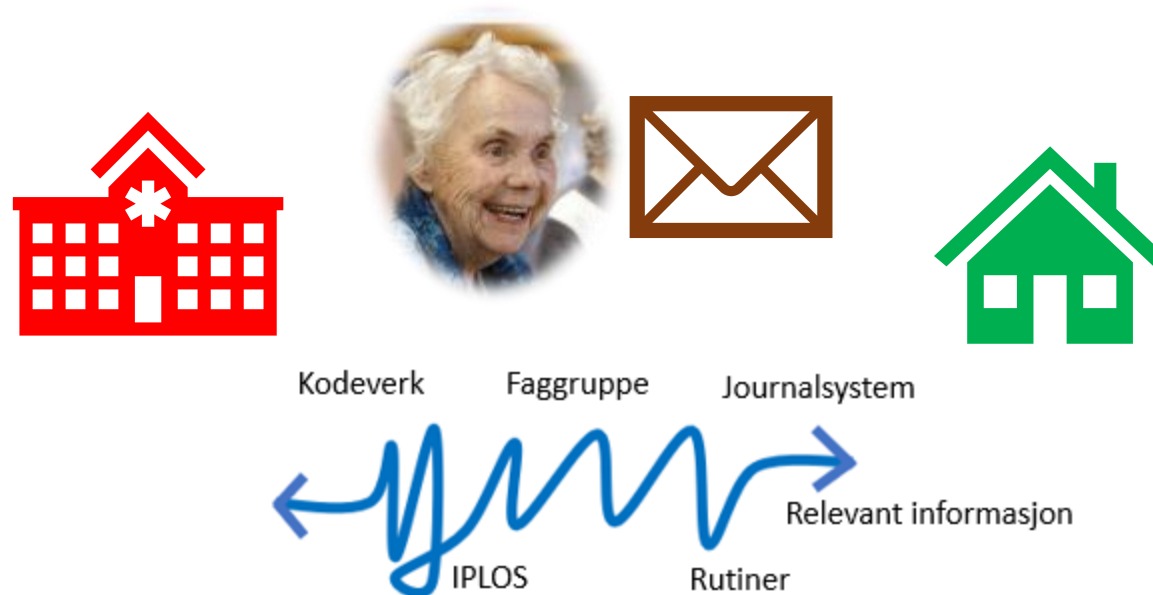 Kodeverk
Faggruppe
Journalsystem
Relevant informasjon
IPLOS
Rutiner